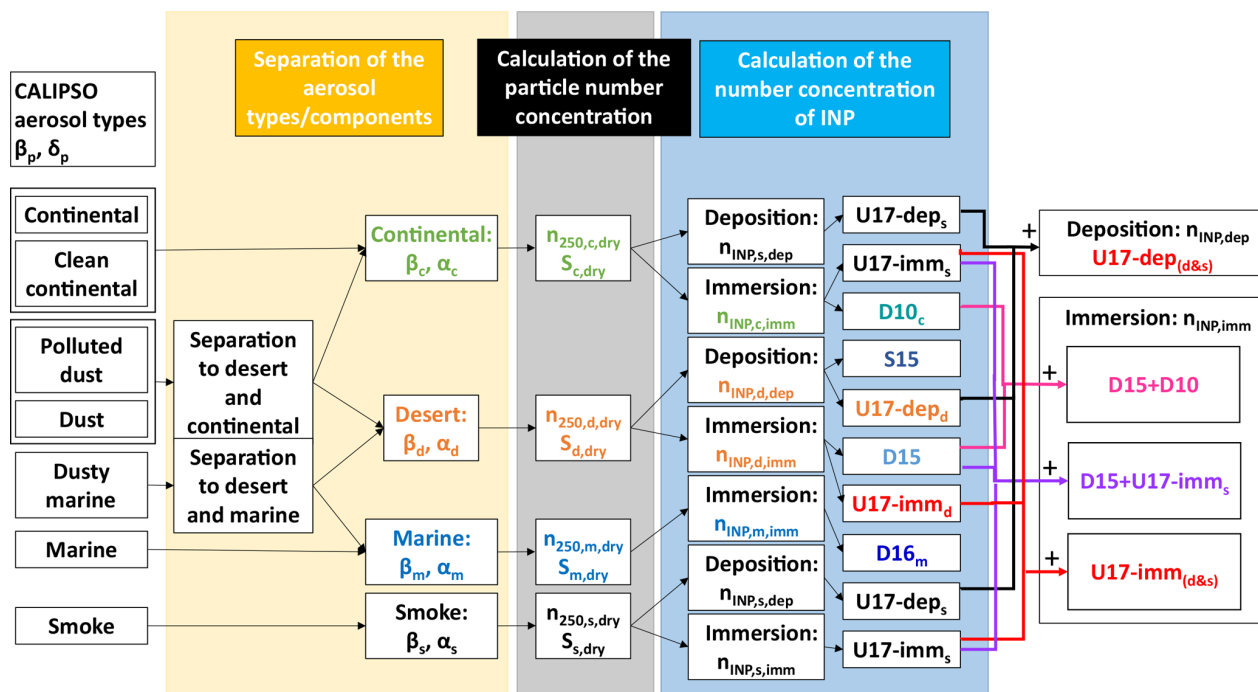 Separation of the
aerosol
types/components
Calculation of the
particle number
concentration
Calculation of the
number concentration
of INP
CALIPSO
aerosol types
βp, δp
Continental
Clean
continental
Polluted
dust
Dust
Dusty
marine
Marine
Smoke
Separation
to desert
and
continental
Separation
to desert
and marine
Continental:
βc, αc
Desert:
βd, αd
Marine:
βm, αm
Smoke:
βs, αs
n250,c,dry
Sc,dry
n250,d,dry
Sd,dry
n250,m,dry
Sm,dry
n250,s,dry
Ss,dry
Deposition:
nINP,s,dep
Immersion:
nINP,c,imm
Deposition:
nINP,d,dep
Immersion:
nINP,d,imm
Immersion:
nINP,m,imm
Deposition:
nINP,s,dep
Immersion:
nINP,s,imm
U17-deps
U17-imms
D10c
S15
U17-depd
D15
U17-immd
D16m
U17-deps
U17-imms
+
Deposition: nINP,dep
U17-dep(d&s)
Immersion: nINP,imm
+
D15+D10
+
D15+U17-imms
+
U17-imm(d&s)